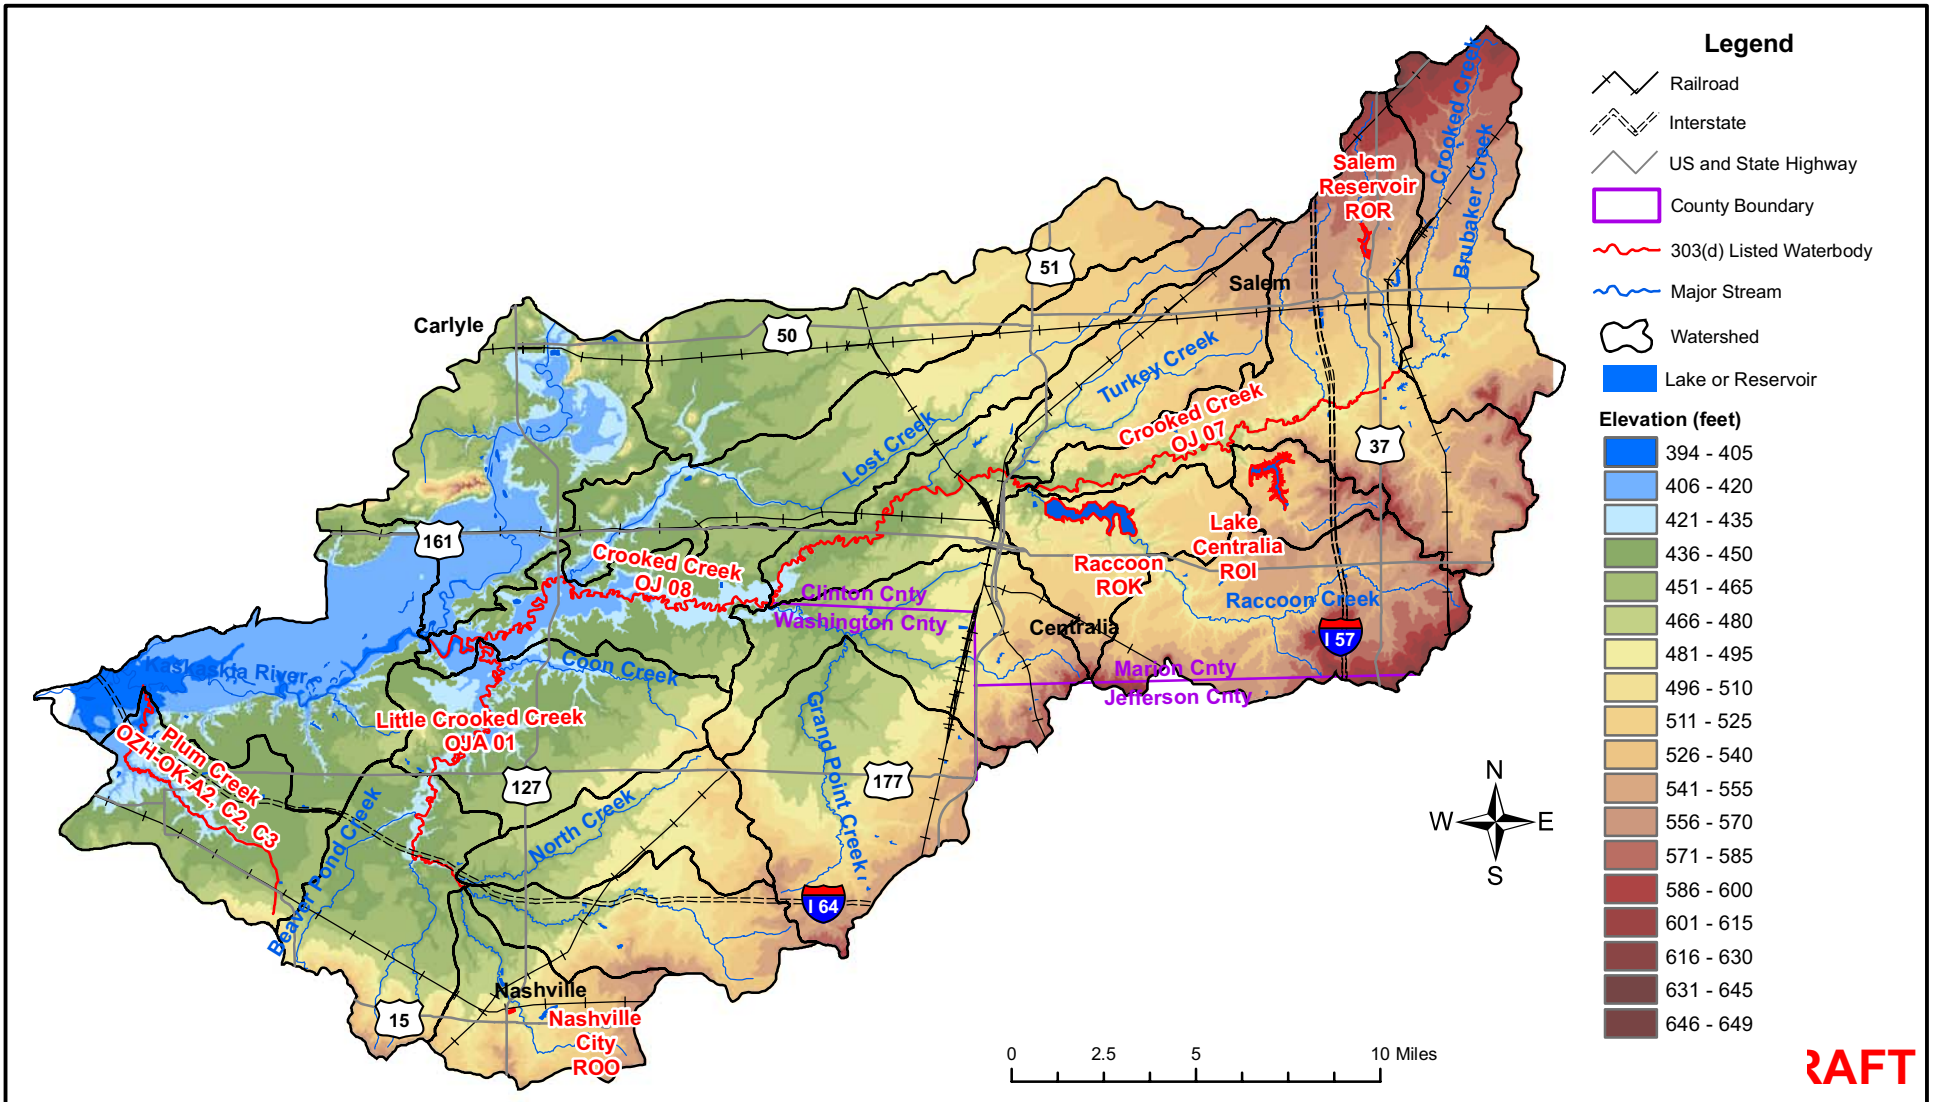 Legend
Railroad
Interstate
US and State Highway
County Boundary
303(d) Listed Waterbody
Major Stream
Watershed
Lake or Reservoir
Elevation (feet)
394 - 405
406 - 420
421 - 435
436 - 450
451 - 465
466 - 480
481 - 495
496 - 510
511 - 525
526 - 540
541 - 555
556 - 570
571 - 585
586 - 600
601 - 615
616 - 630
631 - 645
646 - 649
Crooked Creek
Brubaker Creek
Salem
Reservoir
ROR
51
Salem
Carlyle
50
Turkey Creek
Crooked Creek
OJ 07
37
Lost Creek
161
Crooked Creek
OJ 08
Lake
Centralia
ROI
Raccoon
ROK
Raccoon Creek
Clinton Cnty
Washington Cnty
Centralia
I 57
Marion Cnty
Jefferson Cnty
Kaskaskia River
Coon Creek
Little Crooked Creek
OJA 01
Grand Point Creek
Plum Creek
OZH-OK-A2, C2, C3
127
177
North Creek
Beaver Pond Creek
I 64
Nashville
15
Nashville
City
ROO
N
W E
S
0 2.5 5 10 Miles
RAFT